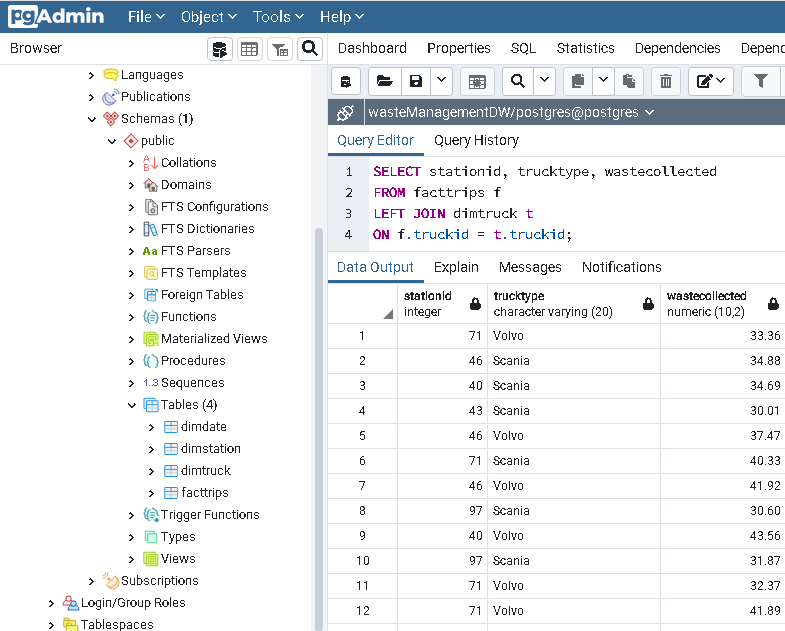 pgAdmin File Object Tools Help
Browser
Dashboard Properties SQL Statistics Dependencies Depend
Languages
Publications
Schemas (1)
public
Collations
Domains
FTS Configurations
FTS Dictionaries
Aa FTS Parsers
FTS Templates
Foreign Tables
Functions
Materialized Views
Procedures
1.3 Sequences
Tables (4)
dimdate
dimstation
dimtruck
facttrips
Trigger Functions
Types
Views
Subscriptions
Login/Group Roles
Tablespaces
wasteManagementDW/postgres@postgres
Query Editor Query History
1 SELECT stationid, trucktype, wastecollected
2 FROM facttrips f
3 LEFT JOIN dimtruck t
4 ON f.truckid = t.truckid;
Data Output Explain Messages Notifications
stationid trucktype wastecollected
integer character varying (20) numeric (10,2)
1 71 Volvo 33.36
2 46 Scania 34.88
3 40 Scania 34.69
4 43 Scania 30.01
5 46 Volvo 37.47
6 71 Scania 40.33
7 46 Volvo 41.92
8 97 Scania 30.60
9 40 Volvo 43.56
10 97 Scania 31.87
11 71 Volvo 32.37
12 71 Volvo 41.89